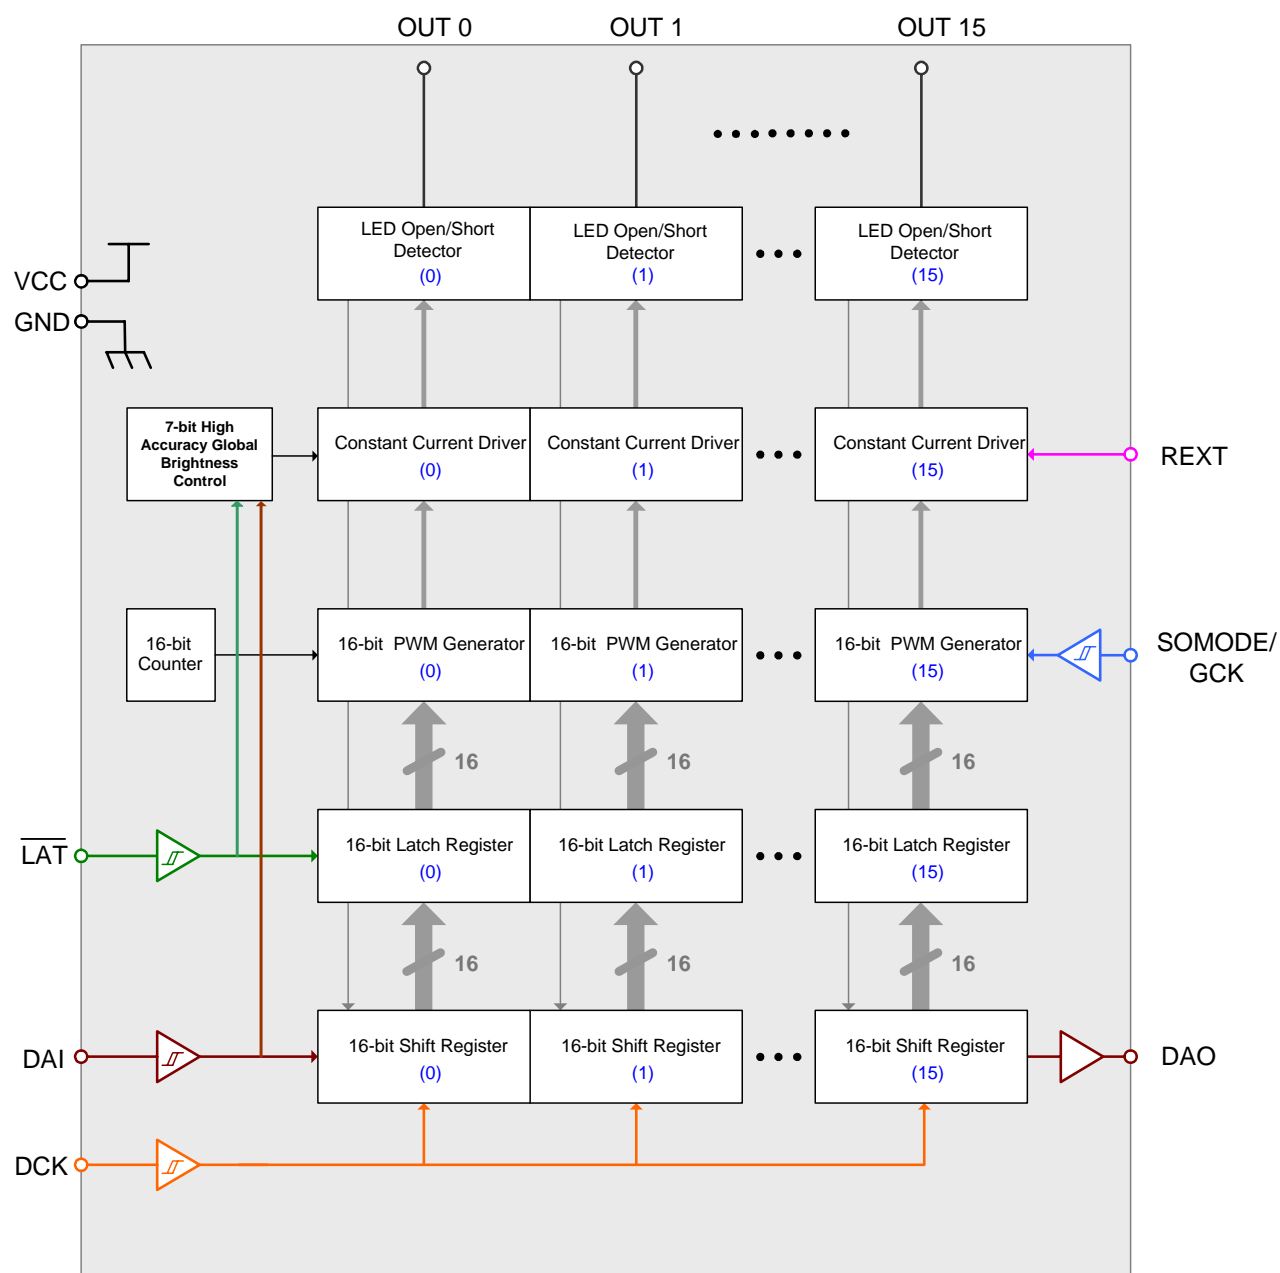 OUT 0
OUT 1
OUT 15
LED Open/Short
Detector
(0)
LED Open/Short
Detector
(1)
LED Open/Short
Detector
(15)
VCC
GND
7-bit High
Accuracy Global
Brightness
Control
Constant Current Driver
(0)
Constant Current Driver
(1)
Constant Current Driver
(15)
REXT
16-bit
Counter
16-bit PWM Generator
(0)
16-bit PWM Generator
(1)
16-bit PWM Generator
(15)
SOMODE/
GCK
16
16
16
LAT
16-bit Latch Register
(0)
16-bit Latch Register
(1)
16-bit Latch Register
(15)
16
16
16
DAI
16-bit Shift Register
(0)
16-bit Shift Register
(1)
16-bit Shift Register
(15)
DAO
DCK